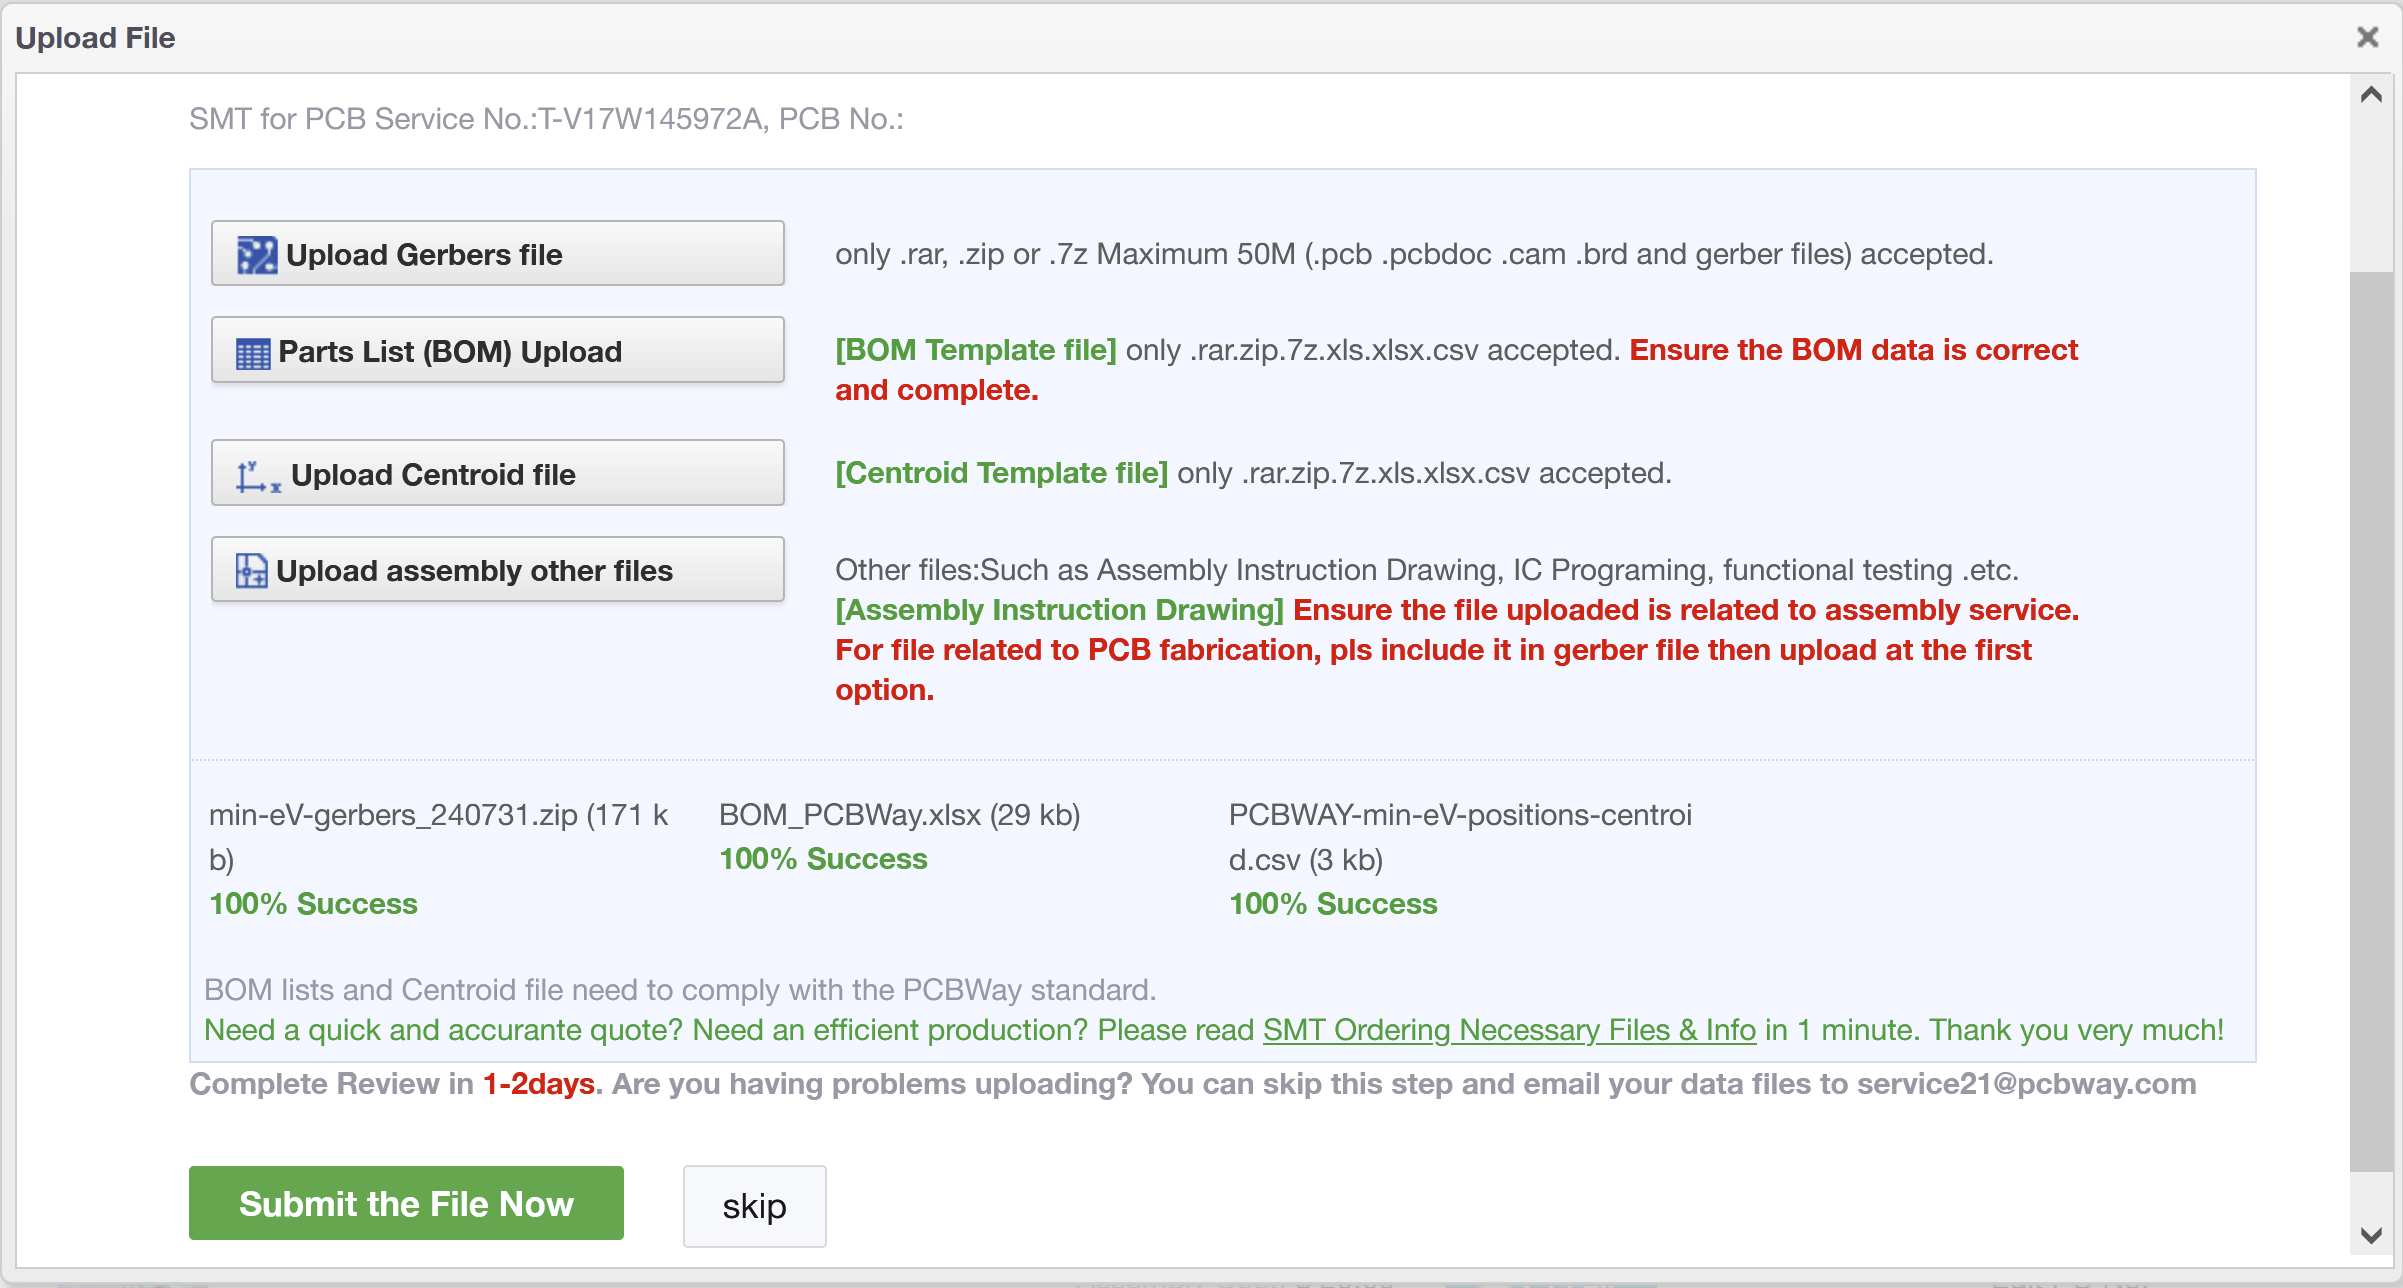 Upload File
SMT for PCB Service No.:T-V17W145972A, PCB No.:
Upload Gerbers file
only .rar, .zip or .7z Maximum 50M (.pcb .pcbdoc .cam .brd and gerber files) accepted.
Parts List (BOM) Upload
[BOM Template file] only .rar.zip.7z.xls.xlsx.csv accepted. Ensure the BOM data is correct
and complete.
Upload Centroid file
[Centroid Template file] only .rar.zip.7z.xls.xlsx.csv accepted.
Upload assembly other files
Other files:Such as Assembly Instruction Drawing, IC Programing, functional testing .etc.
[Assembly Instruction Drawing] Ensure the file uploaded is related to assembly service.
For file related to PCB fabrication, pls include it in gerber file then upload at the first
option.
min-eV-gerbers_240731.zip (171 k
b)
100% Success
BOM_PCBWay.xlsx (29 kb)
100% Success
PCBWAY-min-eV-positions-centroi
d.csv (3 kb)
100% Success
BOM lists and Centroid file need to comply with the PCBWay standard.
Need a quick and accurante quote? Need an efficient production? Please read SMT Ordering Necessary Files & Info in 1 minute. Thank you very much!
Complete Review in 1-2days. Are you having problems uploading? You can skip this step and email your data files to service21@pcbway.com
Submit the File Now
skip